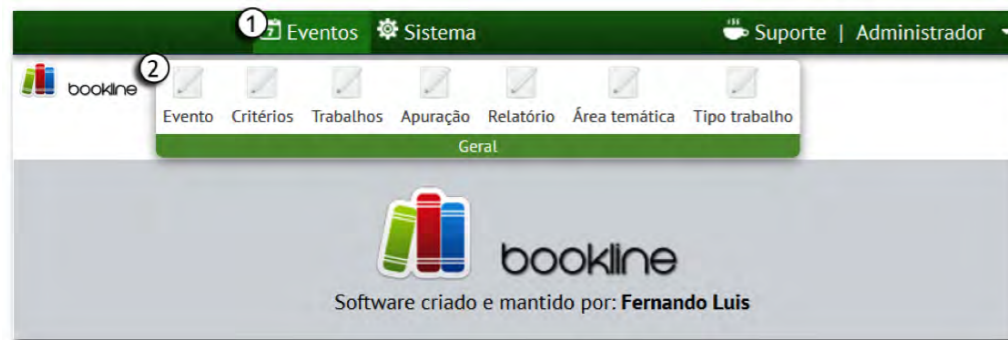 1 Eventos Sistema Suporte | Administrador
bookline
2
Evento Critérios Trabalhos Apuração Relatório Área temática Tipo trabalho
Geral
bookline
Software criado e mantido por: Fernando Luis